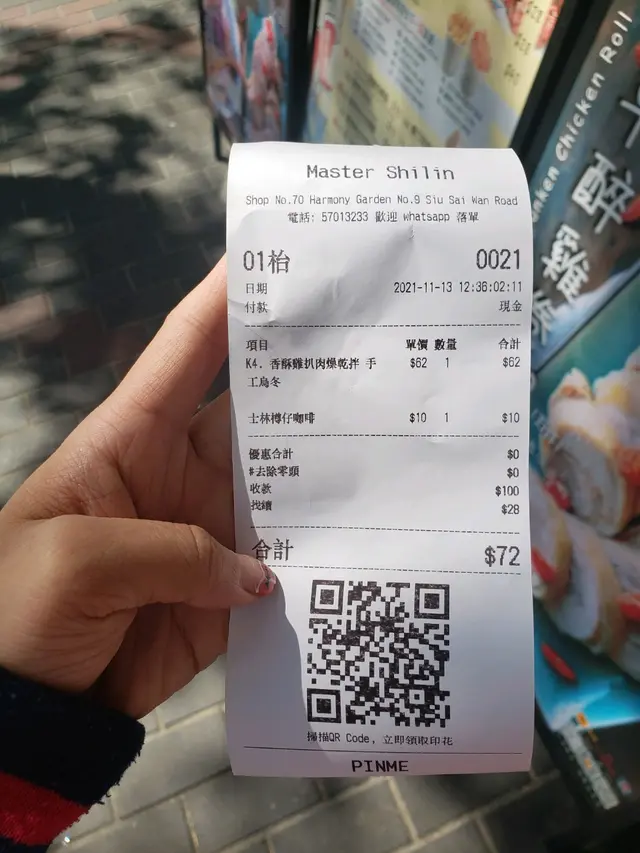 Master Shilin
Shop No.70 Harmony Garden No.9 Siu Sai Wan Road
電話: 57013233 歡迎 whatsapp 落單
01枱 0021
日期 2021-11-13 12:36:02:11
付款 現金
項目 單價 數量 合計
K4. 香酥雞扒肉燥乾拌 手 $62 1 $62
工烏冬
士林樽仔咖啡 $10 1 $10
優惠合計 $0
#去除零頭 $0
收款 $100
找續 $28
合計 $72
掃描QR Code, 立即領取印花
PINME
nken Chicken Roll
醉
雞